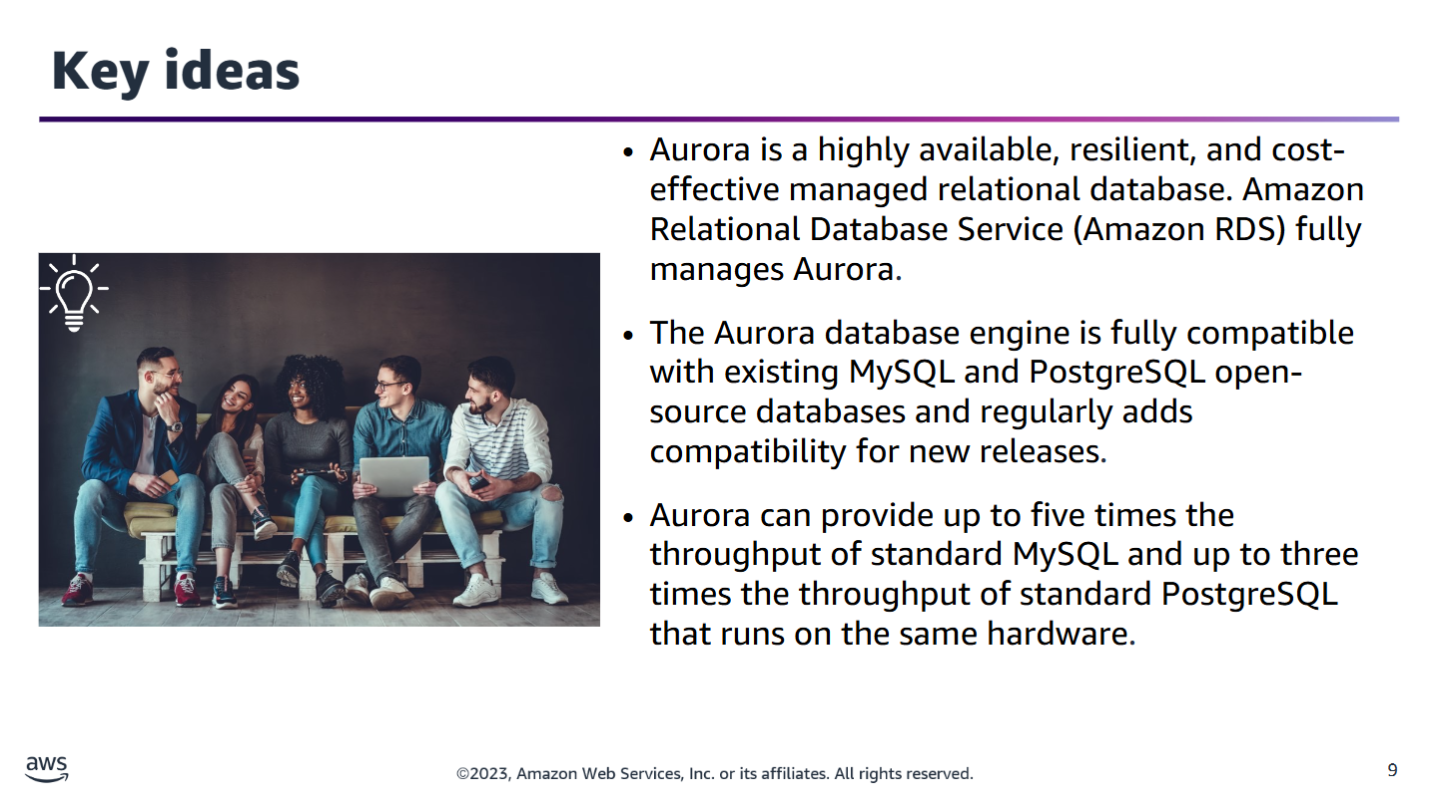 Key ideas
• Aurora is a highly available, resilient, and cost-
effective managed relational database. Amazon
Relational Database Service (Amazon RDS) fully
manages Aurora.
• The Aurora database engine is fully compatible
with existing MySQL and PostgreSQL open-
source databases and regularly adds
compatibility for new releases.
• Aurora can provide up to five times the
throughput of standard MySQL and up to three
times the throughput of standard PostgreSQL
that runs on the same hardware.
aws
©2023, Amazon Web Services, Inc. or its affiliates. All rights reserved.
9